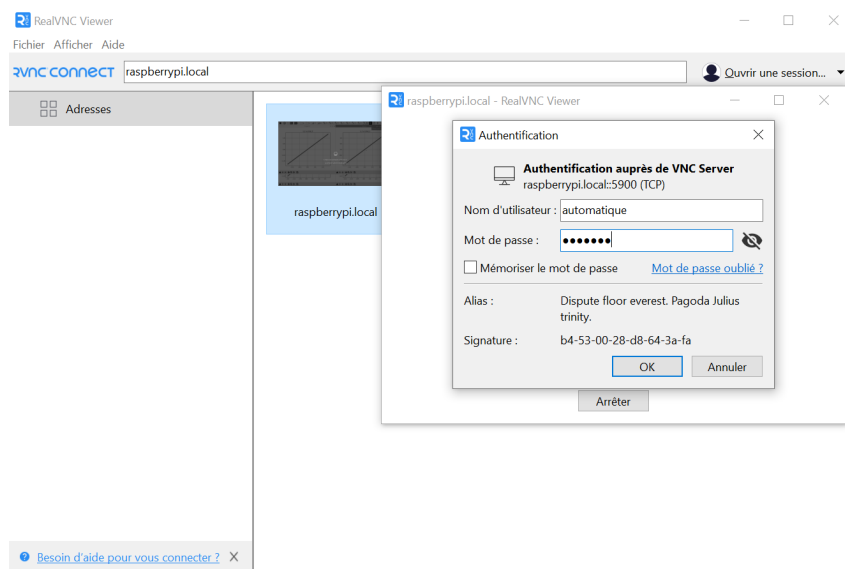 RealVNC Viewer
Fichier Afficher Aide
RVNC CONNECT raspberrypi.local Ouvrir une session...
Adresses
raspberrypi.local
raspberrypi.local - RealVNC Viewer
Authentification
Authentification auprès de VNC Server
raspberrypi.local::5900 (TCP)
Nom d'utilisateur : automatique
Mot de passe : •••••••
Mémoriser le mot de passe Mot de passe oublié ?
Alias : Dispute floor everest. Pagoda Julius
trinity.
Signature : b4-53-00-28-d8-64-3a-fa
OK Annuler
Arrêter
Besoin d'aide pour vous connecter ? X